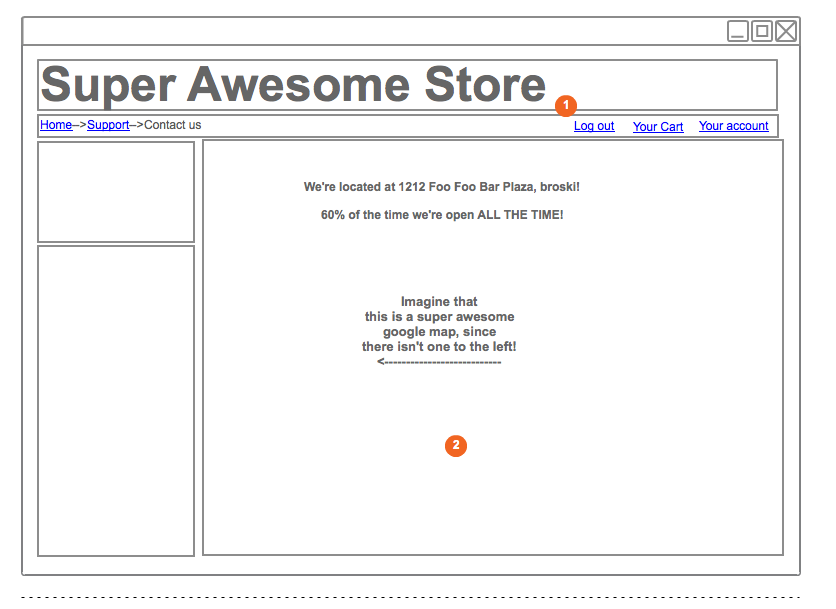 Super Awesome Store
1
Home-->Support-->Contact us
Log out
Your Cart
Your account
We're located at 1212 Foo Foo Bar Plaza, broski!
60% of the time we're open ALL THE TIME!
Imagine that
this is a super awesome
google map, since
there isn't one to the left!
<---------------------------
2